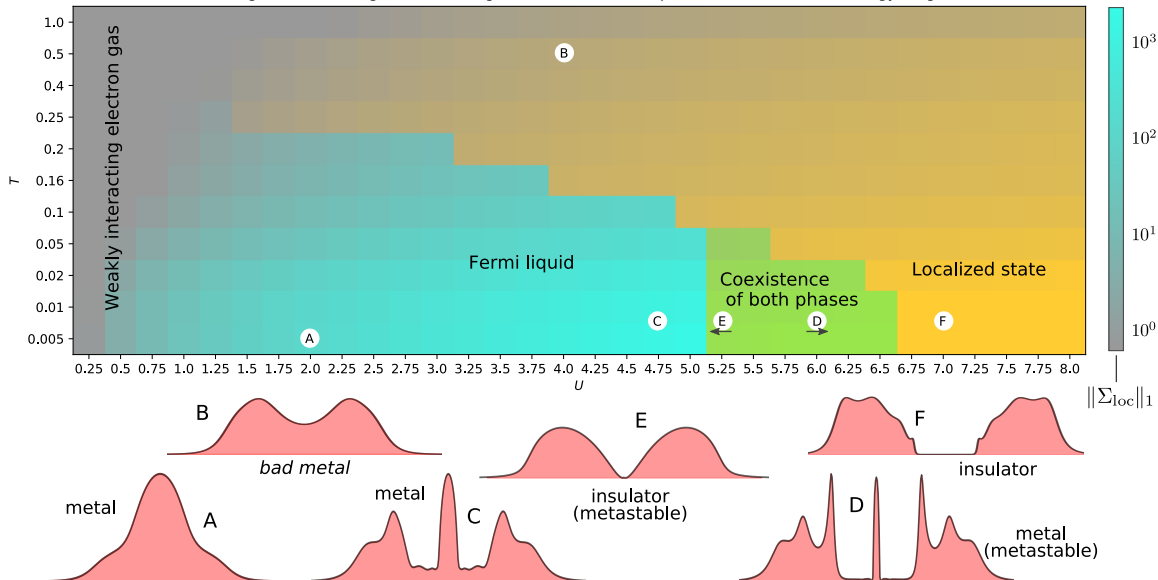 1.0
0.5
0.4
0.25
0.2
0.16
0.1
0.05
0.02
0.01
0.005
T
Weakly interacting electron gas
B
Fermi liquid
Coexistence
of both phases
Localized state
A
C
E
D
F
0.25 0.5 0.75 1.0 1.25 1.5 1.75 2.0 2.25 2.5 2.75 3.0 3.25 3.5 3.75 4.0 4.25 4.5 4.75 5.0 5.25 5.5 5.75 6.0 6.25 6.5 6.75 7.0 7.25 7.5 7.75 8.0
U
10³
10²
10¹
10⁰
‖Σloc‖₁
B
bad metal
E
insulator
(metastable)
F
insulator
metal
A
metal
C
D
metal
(metastable)